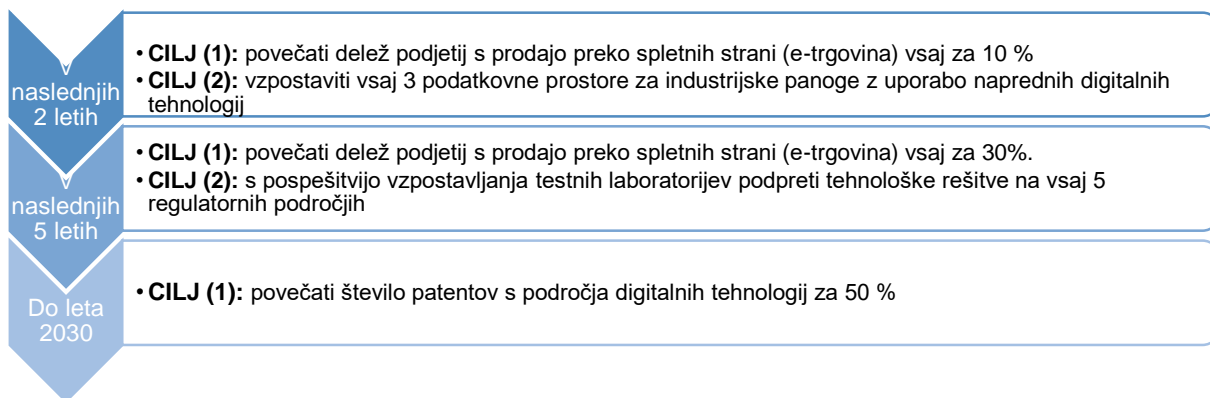 V
naslednjih
2 letih
• CILJ (1): povečati delež podjetij s prodajo preko spletnih strani (e-trgovina) vsaj za 10 %
• CILJ (2): vzpostaviti vsaj 3 podatkovne prostore za industrijske panoge z uporabo naprednih digitalnih
tehnologij
V
naslednjih
5 letih
• CILJ (1): povečati delež podjetij s prodajo preko spletnih strani (e-trgovina) vsaj za 30%.
• CILJ (2): s pospešitvijo vzpostavljanja testnih laboratorijev podpreti tehnološke rešitve na vsaj 5
regulatornih področjih
Do leta
2030
• CILJ (1): povečati število patentov s področja digitalnih tehnologij za 50 %